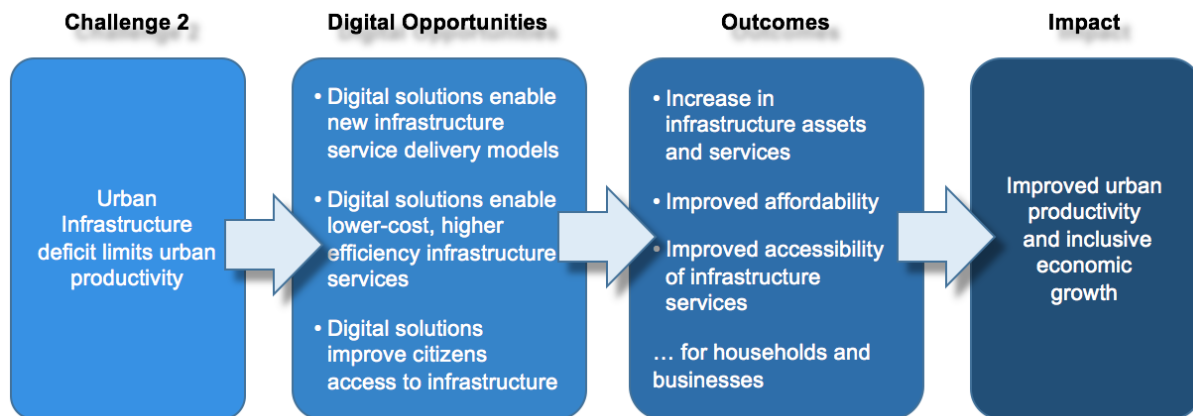 Challenge 2
Digital Opportunities
Outcomes
Impact
Urban
Infrastructure
deficit limits urban
productivity
• Digital solutions enable
new infrastructure
service delivery models
• Digital solutions enable
lower-cost, higher
efficiency infrastructure
services
• Digital solutions
improve citizens
access to infrastructure
• Increase in
infrastructure assets
and services
• Improved affordability
• Improved accessibility
of infrastructure
services
… for households and
businesses
Improved urban
productivity
and inclusive
economic
growth